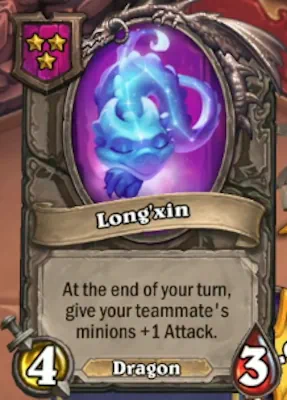 Long'xin
At the end of your turn,
give your teammate's
minions +1 Attack.
4
Dragon
3